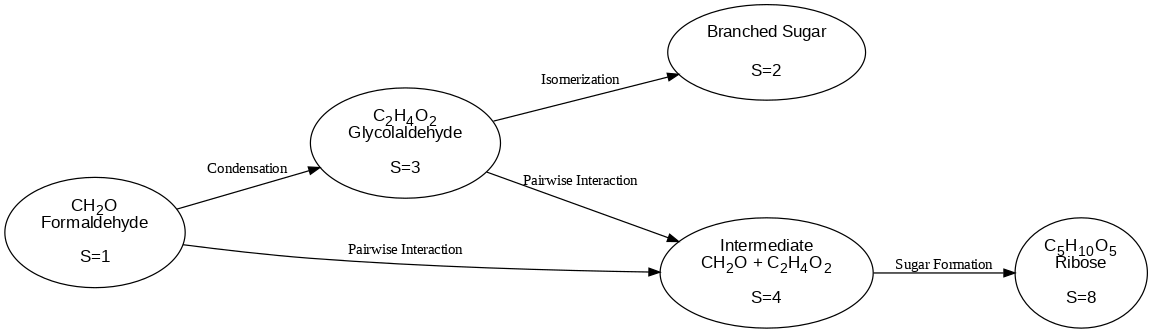 Branched Sugar
S=2
Isomerization
C₂H₄O₂
Glycolaldehyde
S=3
Condensation
Pairwise Interaction
CH₂O
Formaldehyde
S=1
Pairwise Interaction
Intermediate
CH₂O + C₂H₄O₂
S=4
Sugar Formation
C₅H₁₀O₅
Ribose
S=8